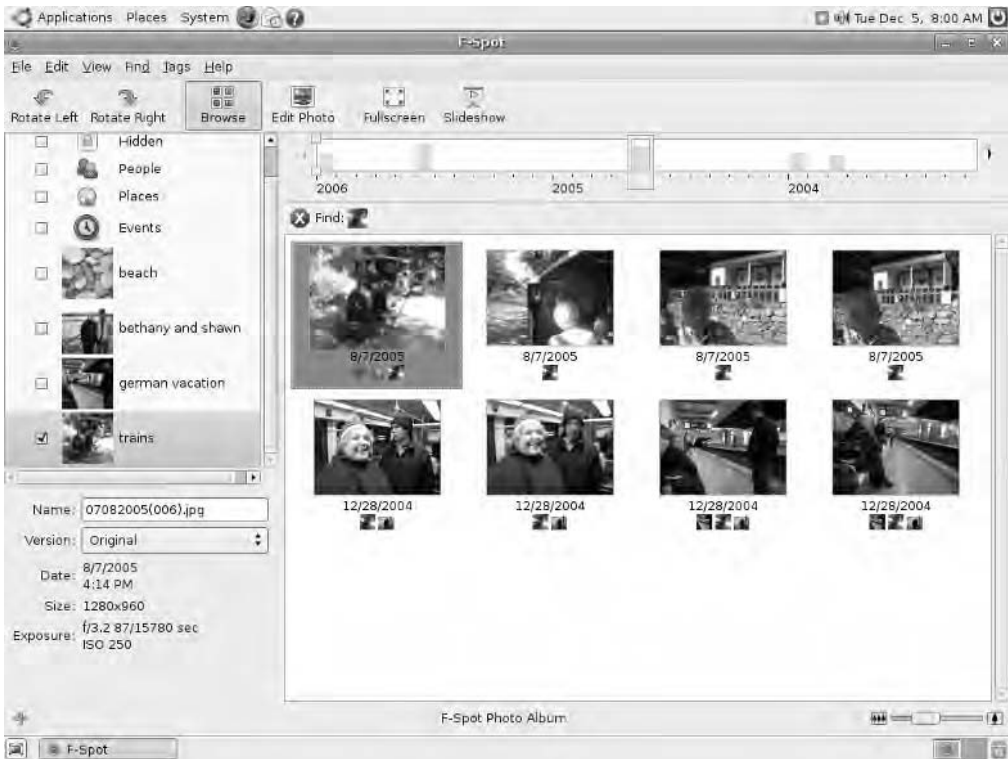 Applications Places System
Tue Dec 5, 8:00 AM
F-Spot
File Edit View Find Tags Help
Rotate Left Rotate Right Browse Edit Photo Fullscreen Slideshow
Hidden
People
Places
Events
beach
bethany and shawn
german vacation
trains
Name: 07082005(006).jpg
Version: Original
Date: 8/7/2005
4:14 PM
Size: 1280x960
Exposure: f/3.2 87/15780 sec
ISO 250
2006 2005 2004
Find:
8/7/2005 8/7/2005 8/7/2005 8/7/2005
12/28/2004 12/28/2004 12/28/2004 12/28/2004
F-Spot Photo Album
F-Spot